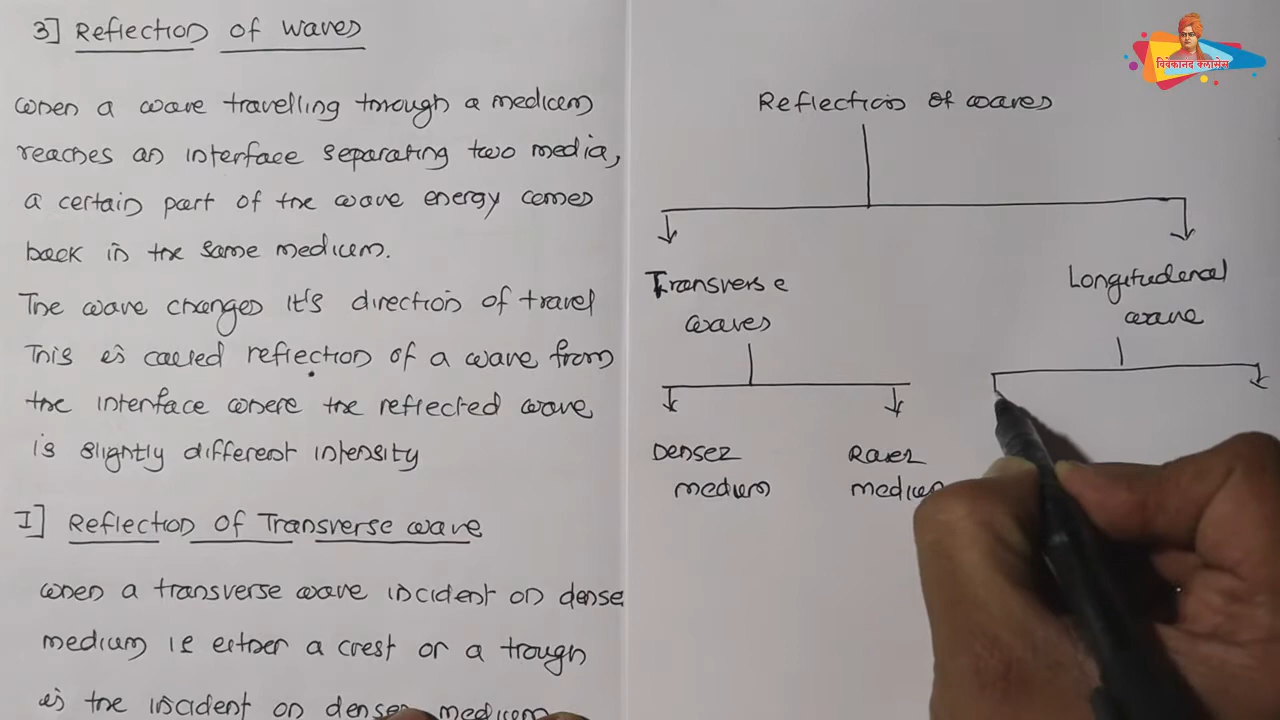 3] Reflection of waves
when a wave travelling through a medium
reaches an interface separating two media,
a certain part of the wave energy comes
back in the same medium.
The wave changes it's direction of travel
This is called reflection of a wave from
the interface where the reflected wave
is slightly different intensity
I] Reflection of Transverse wave
when a transverse wave incident on dense
medium ie either a crest or a trough
is the incident on denser medium
Reflection of waves
Transverse
waves
Longitudenal
wave
Denser
medium
Rarer
medium
विवेकानंद क्लासेस